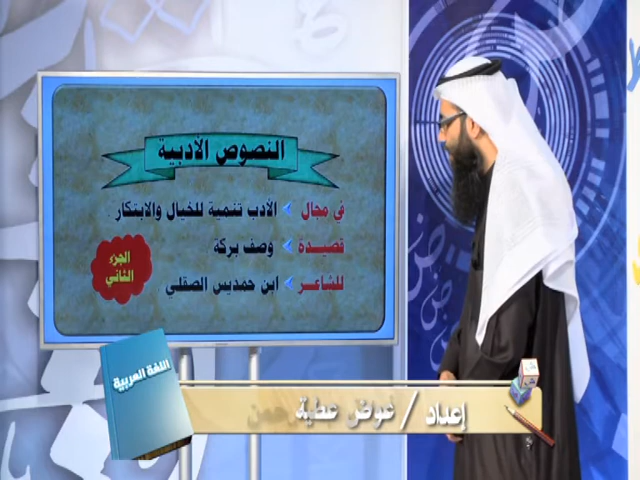 النصوص الأدبية
في مجال الأدب تنمية للخيال والابتكار.
قصيدة وصف بركة
للشاعر ابن حمديس الصقلي
الجزء
الثاني
اللغة العربية
إعداد / عوض عطية